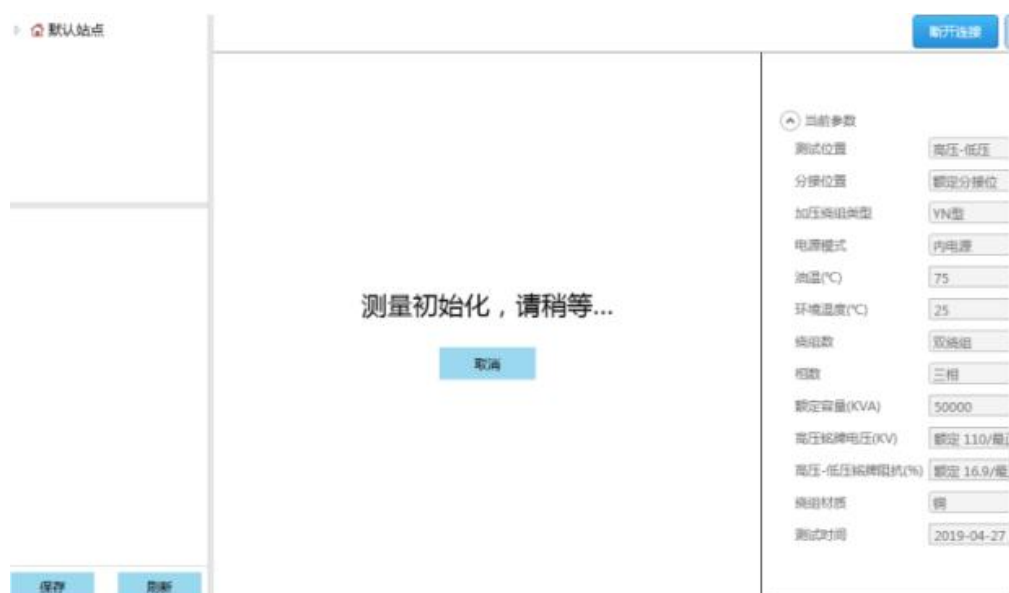 默认站点
断开连接
当前参数
测试位置 高压-低压
分接位置 额定分接位
加压绕组类型 YN型
电源模式 内电源
油温(℃) 75
环境温度(℃) 25
测量初始化，请稍等...
绕组数 双绕组
取消
相数 三相
额定容量(KVA) 50000
高压铭牌电压(KV) 额定 110/最
高压-低压铭牌阻抗(%) 额定 16.9/最
绕组材质 铜
测试时间 2019-04-27
保存 刷新